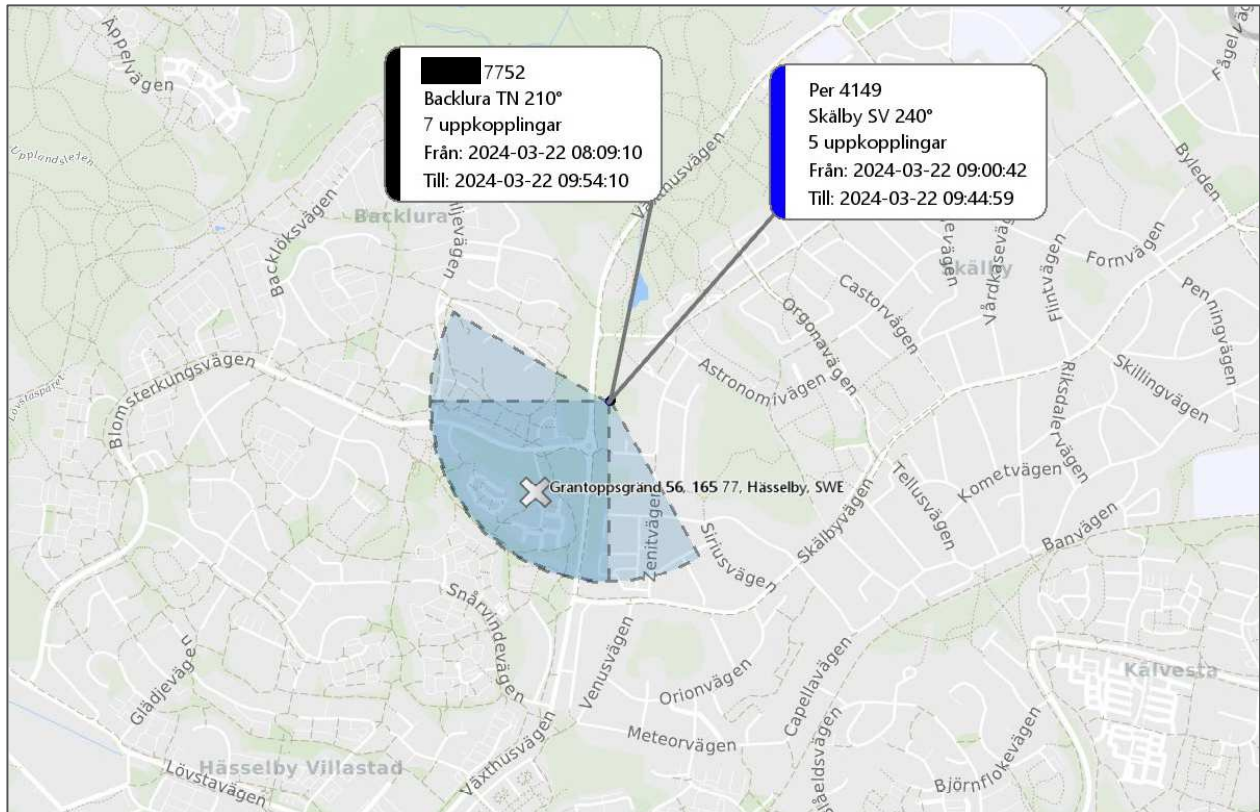 Äppelvägen
Fågel
7752
Backlura TN 210°
7 uppkopplingar
Från: 2024-03-22 08:09:10
Till: 2024-03-22 09:54:10
Per 4149
Skälby SV 240°
5 uppkopplingar
Från: 2024-03-22 09:00:42
Till: 2024-03-22 09:44:59
Upplandsleden
Växthusvägen
Byleden
Backlura
Backlöksvägen
Skälby
Vårdkasevägen
Flintvägen
Fornvägen
Penningvägen
Castorvägen
Orgonavägen
Lövstaspåret
Blomsterkungsvägen
Astronomivägen
Riksdalervägen
Skillingvägen
Kometvägen
Tellusvägen
Grantoppsgränd 56, 165 77, Hässelby, SWE
Zenitvägen
Siriusvägen
Skälbyvägen
Banvägen
Snårvindevägen
Venusvägen
Glädjevägen
Orionvägen
Capellavägen
Kälvesta
Meteorvägen
Växthusvägen
Hässelby Villastad
Lövstavägen
Björnflokevägen